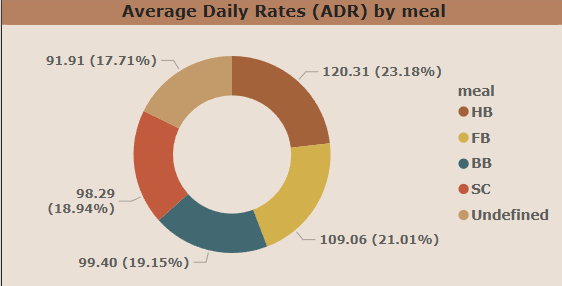 Average Daily Rates (ADR) by meal
91.91 (17.71%)
120.31 (23.18%)
meal
HB
FB
BB
SC
Undefined
98.29
(18.94%)
109.06 (21.01%)
99.40 (19.15%)